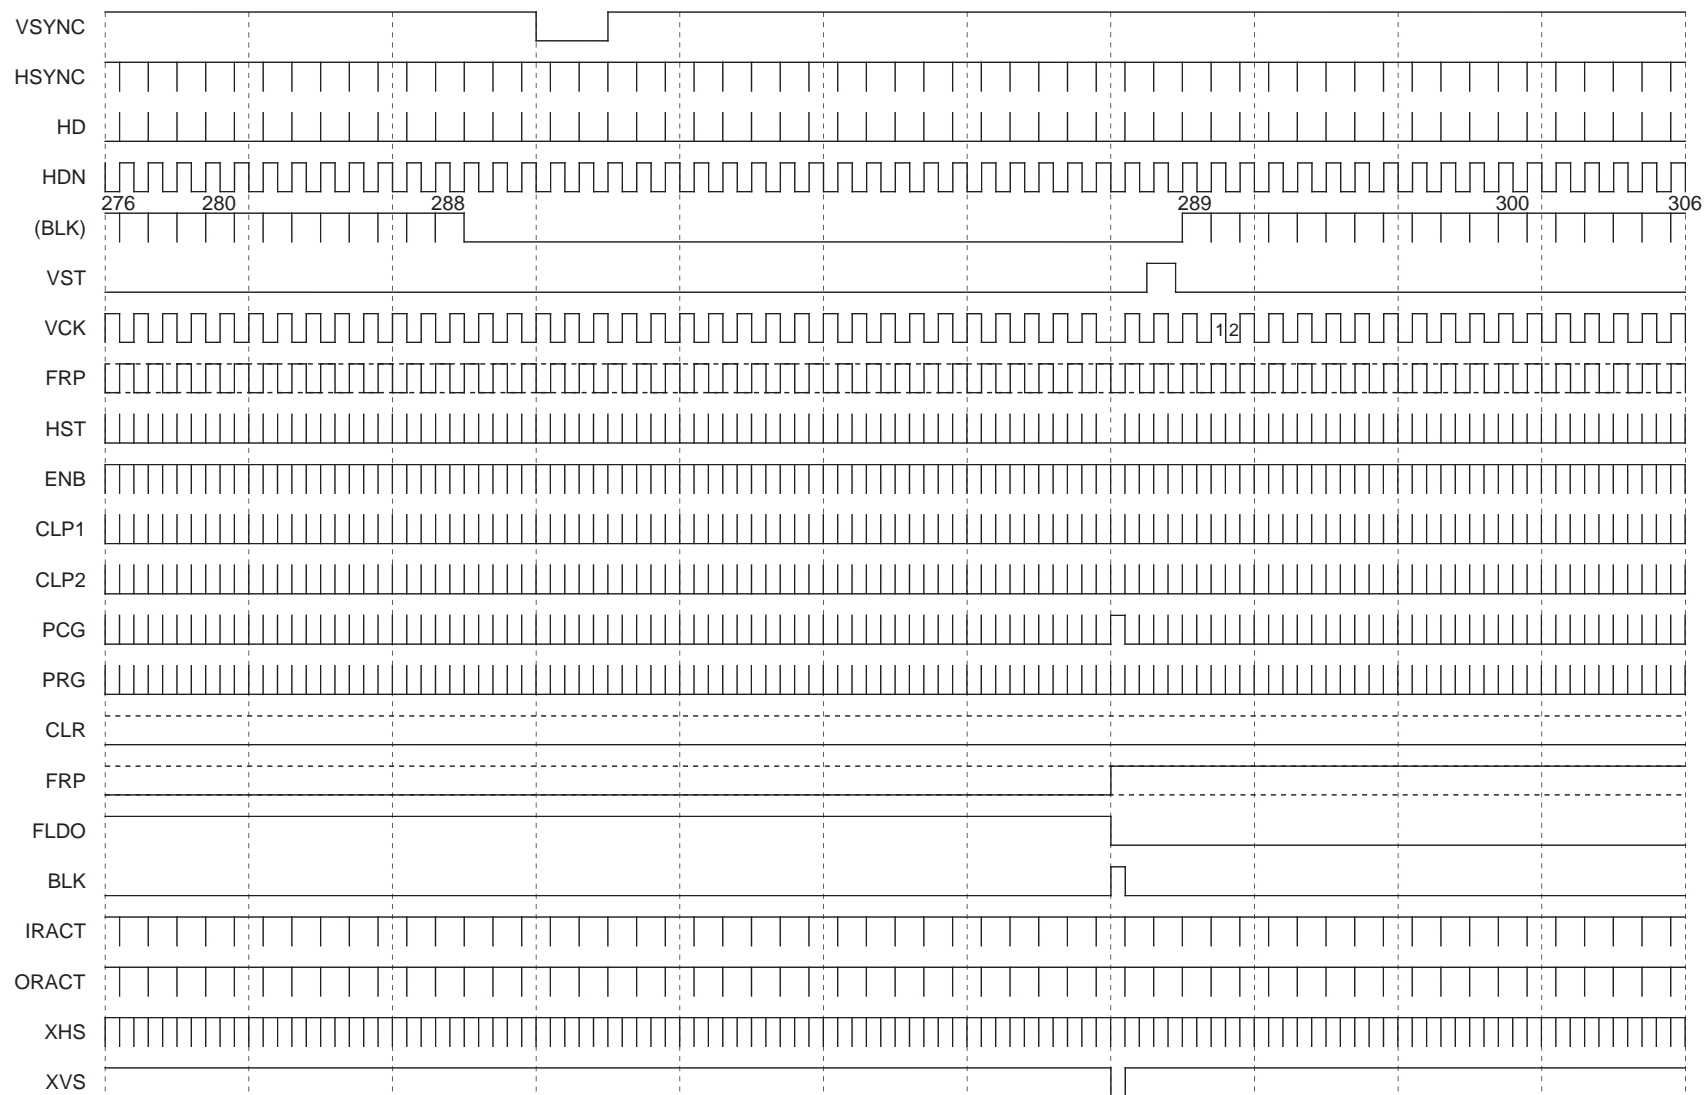 VSYNC
HSYNC
HD
HDN
276 280 288 289 300 306
(BLK)
VST
VCK 1 2
FRP
HST
ENB
CLP1
CLP2
PCG
PRG
CLR
FRP
FLDO
BLK
IRACT
ORACT
XHS
XVS